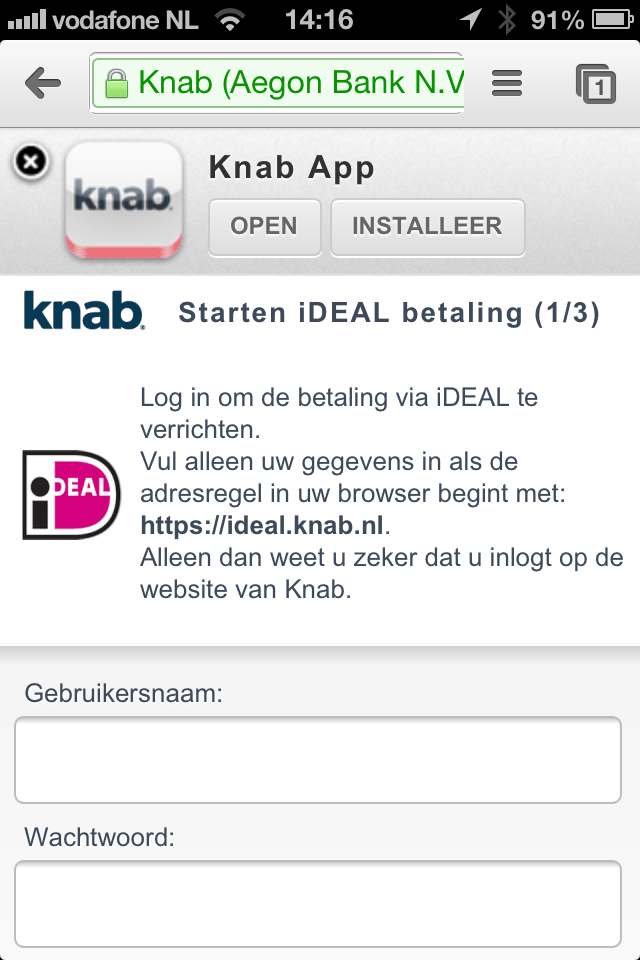 vodafone NL 14:16 91%
Knab (Aegon Bank N.V
1
knab
Knab App
OPEN INSTALLEER
knab. Starten iDEAL betaling (1/3)
iDEAL
Log in om de betaling via iDEAL te
verrichten.
Vul alleen uw gegevens in als de
adresregel in uw browser begint met:
https://ideal.knab.nl.
Alleen dan weet u zeker dat u inlogt op de
website van Knab.
Gebruikersnaam:
Wachtwoord: